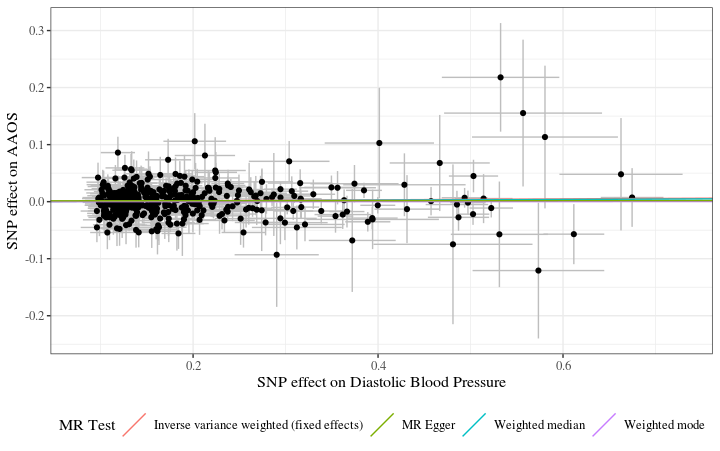 0.3
0.2
0.1
0.0
-0.1
-0.2
SNP effect on AAOS
0.2 0.4 0.6
SNP effect on Diastolic Blood Pressure
MR Test Inverse variance weighted (fixed effects) MR Egger Weighted median Weighted mode